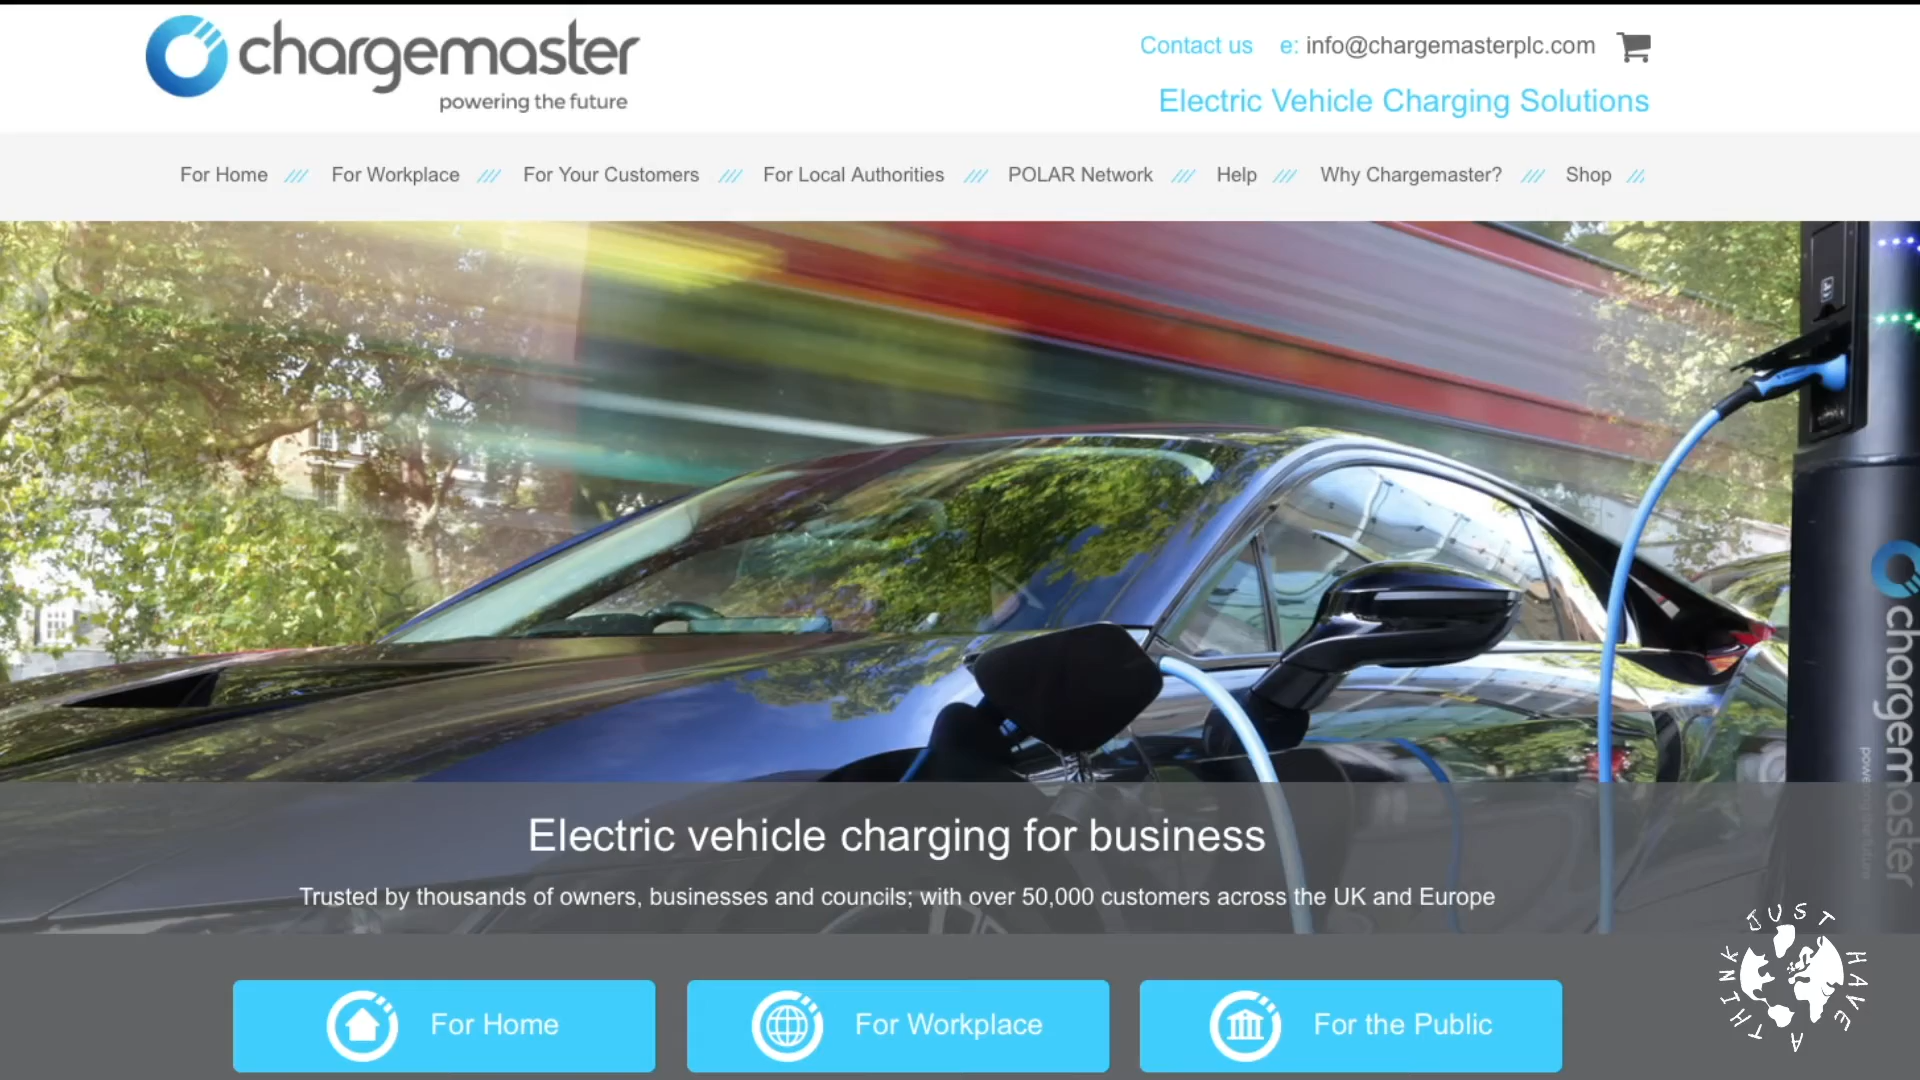 chargemaster
powering the future
Contact us e: info@chargemasterplc.com
Electric Vehicle Charging Solutions
For Home /// For Workplace /// For Your Customers /// For Local Authorities /// POLAR Network /// Help /// Why Chargemaster? /// Shop ///
chargemaster
powering the future
Electric vehicle charging for business
Trusted by thousands of owners, businesses and councils; with over 50,000 customers across the UK and Europe
JUST HAVE A THINK
For Home
For Workplace
For the Public